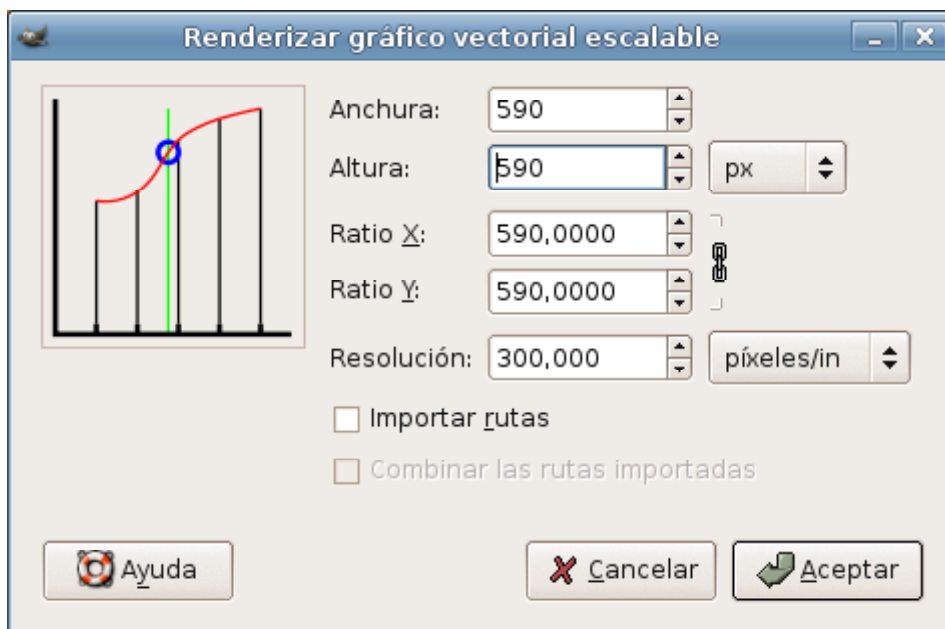 Renderizar gráfico vectorial escalable
Anchura: 590
Altura: 590 px
Ratio X: 590,0000
Ratio Y: 590,0000
Resolución: 300,000 píxeles/in
Importar rutas
Combinar las rutas importadas
Ayuda Cancelar Aceptar